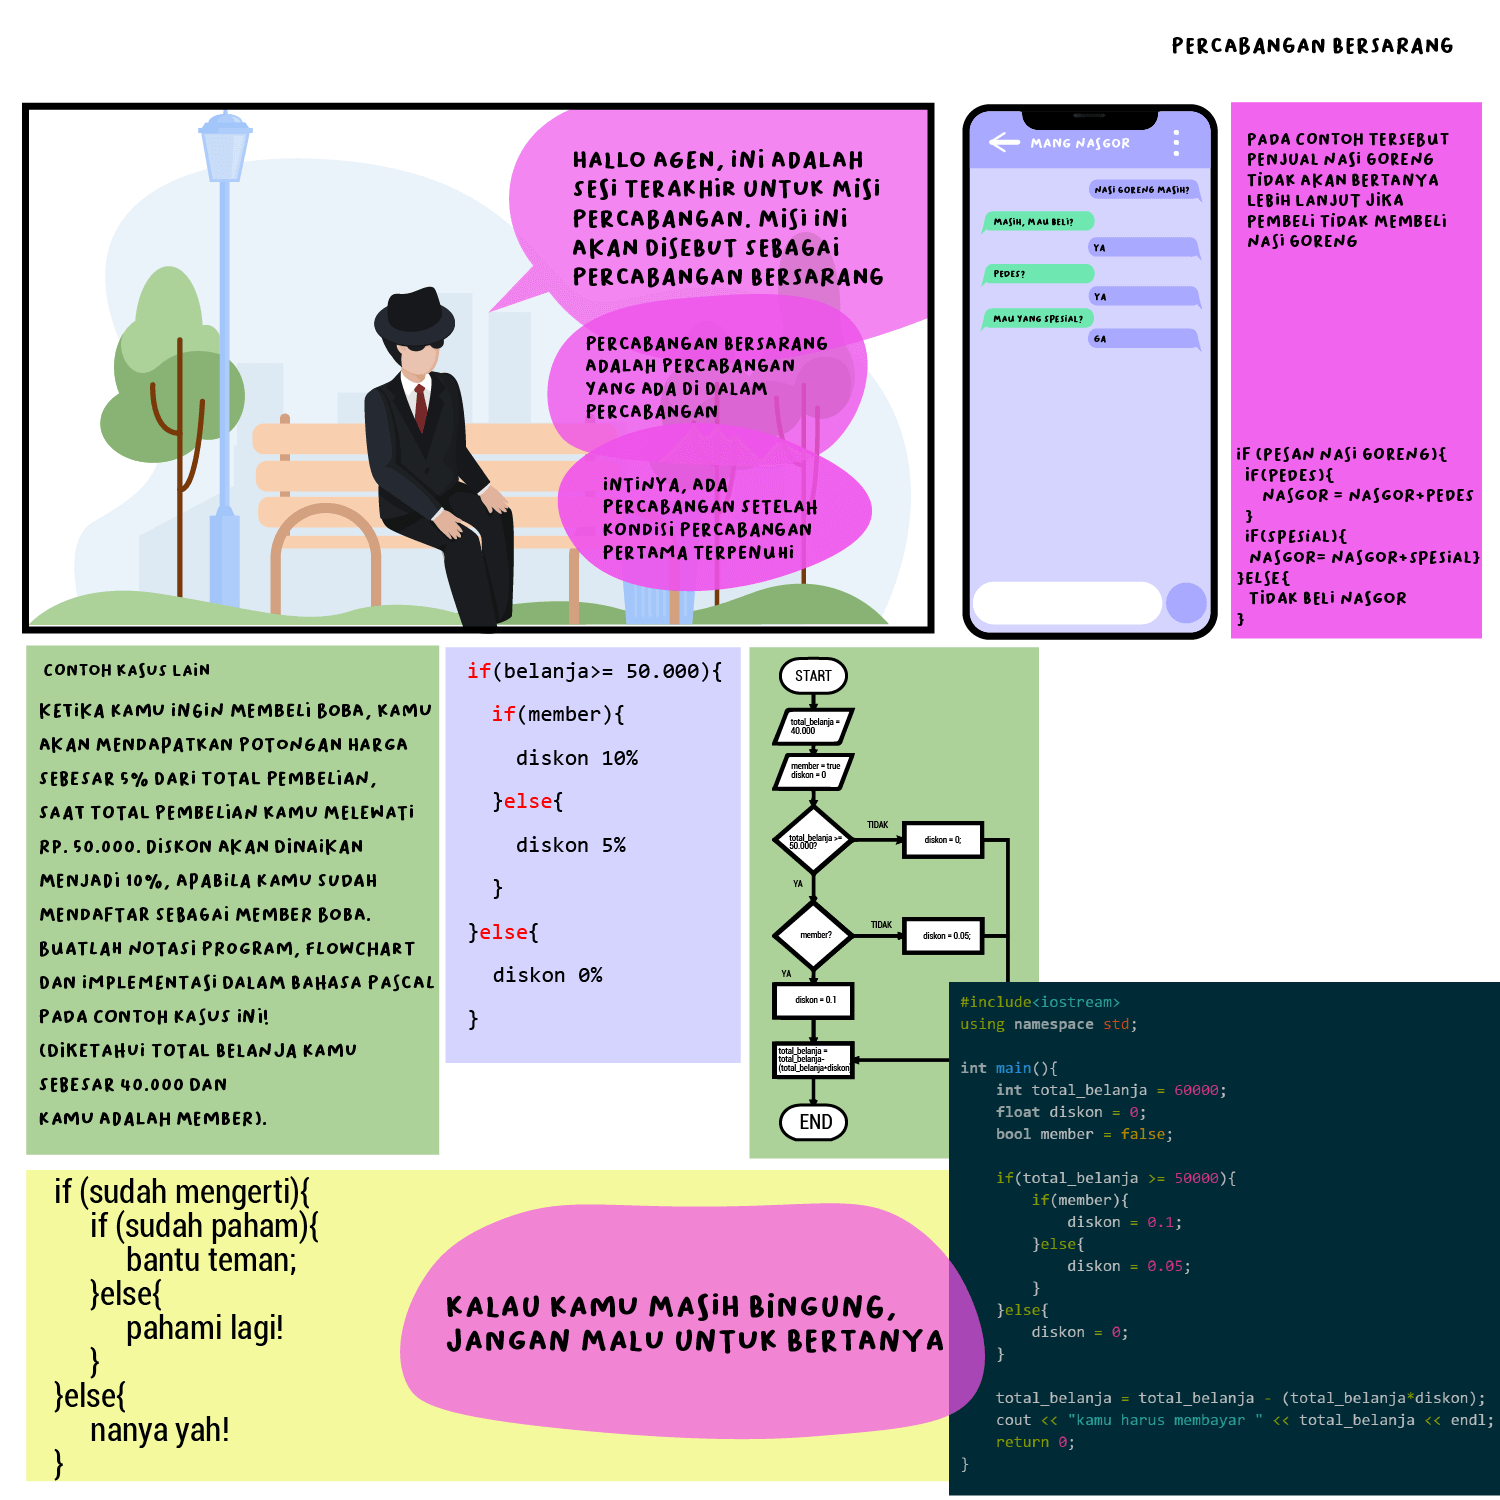 PERCABANGAN BERSARANG
HALLO AGEN, INI ADALAH
SESI TERAKHIR UNTUK MISI
PERCABANGAN. MISI INI
AKAN DISEBUT SEBAGAI
PERCABANGAN BERSARANG
PERCABANGAN BERSARANG
ADALAH PERCABANGAN
YANG ADA DI DALAM
PERCABANGAN
INTINYA, ADA
PERCABANGAN SETELAH
KONDISI PERCABANGAN
PERTAMA TERPENUHI
MANG NASGOR
NASI GORENG MASIH?
MASIH, MAU BELI?
YA
PEDES?
YA
MAU YANG SPESIAL?
GA
PADA CONTOH TERSEBUT
PENJUAL NASI GORENG
TIDAK AKAN BERTANYA
LEBIH LANJUT JIKA
PEMBELI TIDAK MEMBELI
NASI GORENG
IF (PESAN NASI GORENG){
IF(PEDES){
NASGOR = NASGOR+PEDES
}
IF(SPESIAL){
NASGOR= NASGOR+SPESIAL}
}ELSE{
TIDAK BELI NASGOR
}
CONTOH KASUS LAIN
KETIKA KAMU INGIN MEMBELI BOBA, KAMU
AKAN MENDAPATKAN POTONGAN HARGA
SEBESAR 5% DARI TOTAL PEMBELIAN,
SAAT TOTAL PEMBELIAN KAMU MELEWATI
RP. 50.000. DISKON AKAN DINAIKAN
MENJADI 10%, APABILA KAMU SUDAH
MENDAFTAR SEBAGAI MEMBER BOBA.
BUATLAH NOTASI PROGRAM, FLOWCHART
DAN IMPLEMENTASI DALAM BAHASA PASCAL
PADA CONTOH KASUS INI!
(DIKETAHUI TOTAL BELANJA KAMU
SEBESAR 40.000 DAN
KAMU ADALAH MEMBER).
if(belanja>= 50.000){
if(member){
diskon 10%
}else{
diskon 5%
}
}else{
diskon 0%
}
START
total_belanja =
40.000
member = true
diskon = 0
total_belanja >=
50.000?
TIDAK
diskon = 0;
YA
member?
TIDAK
diskon = 0.05;
YA
diskon = 0.1
total_belanja =
total_belanja-
(total_belanja*diskon)
END
#include<iostream>
using namespace std;
int main(){
int total_belanja = 60000;
float diskon = 0;
bool member = false;
if(total_belanja >= 50000){
if(member){
diskon = 0.1;
}else{
diskon = 0.05;
}
}else{
diskon = 0;
}
total_belanja = total_belanja - (total_belanja*diskon);
cout << "kamu harus membayar " << total_belanja << endl;
return 0;
}
if (sudah mengerti){
if (sudah paham){
bantu teman;
}else{
pahami lagi!
}
}else{
nanya yah!
}
KALAU KAMU MASIH BINGUNG,
JANGAN MALU UNTUK BERTANYA